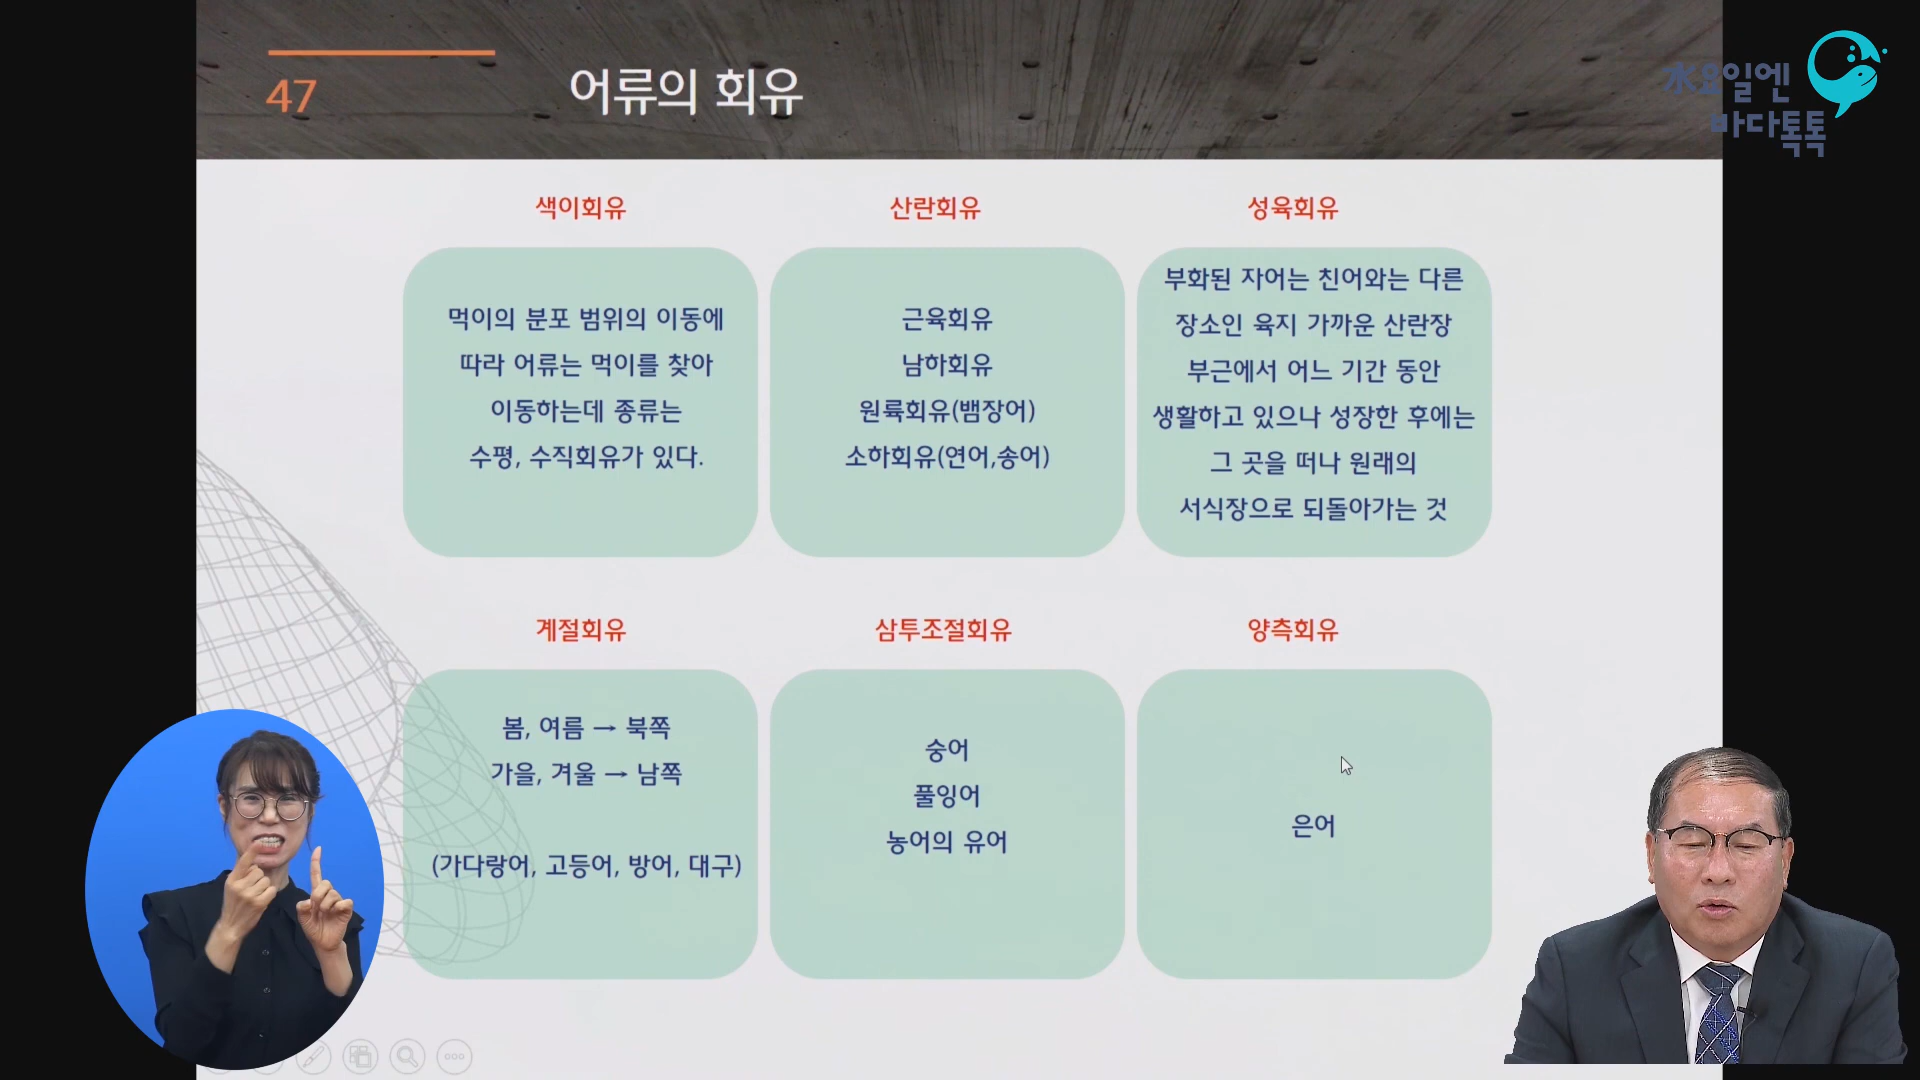 47
어류의 회유
水요일엔
바다톡톡
색이회유
먹이의 분포 범위의 이동에
따라 어류는 먹이를 찾아
이동하는데 종류는
수평, 수직회유가 있다.
산란회유
근육회유
남하회유
원륙회유(뱀장어)
소하회유(연어,송어)
성육회유
부화된 자어는 친어와는 다른
장소인 육지 가까운 산란장
부근에서 어느 기간 동안
생활하고 있으나 성장한 후에는
그 곳을 떠나 원래의
서식장으로 되돌아가는 것
계절회유
봄, 여름 → 북쪽
가을, 겨울 → 남쪽
(가다랑어, 고등어, 방어, 대구)
삼투조절회유
숭어
풀잉어
농어의 유어
양측회유
은어